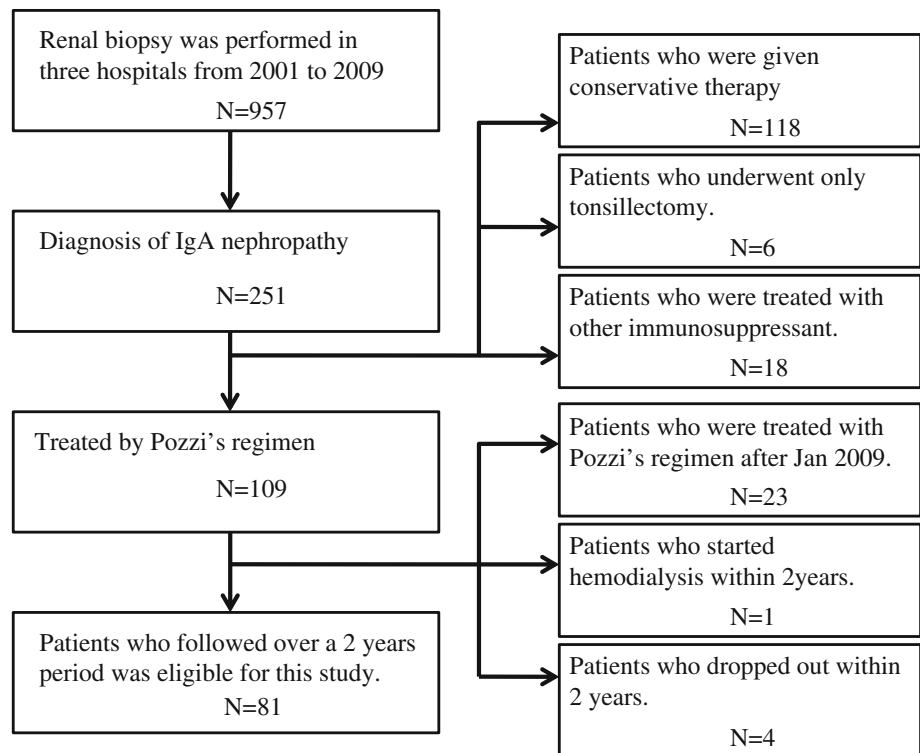 Renal biopsy was performed in
three hospitals from 2001 to 2009
N=957
Diagnosis of IgA nephropathy
N=251
Treated by Pozzi’s regimen
N=109
Patients who followed over a 2 years
period was eligible for this study.
N=81
Patients who were given
conservative therapy
N=118
Patients who underwent only
tonsillectomy.
N=6
Patients who were treated with
other immunosuppressant.
N=18
Patients who were treated with
Pozzi’s regimen after Jan 2009.
N=23
Patients who started
hemodialysis within 2years.
N=1
Patients who dropped out within
2 years.
N=4